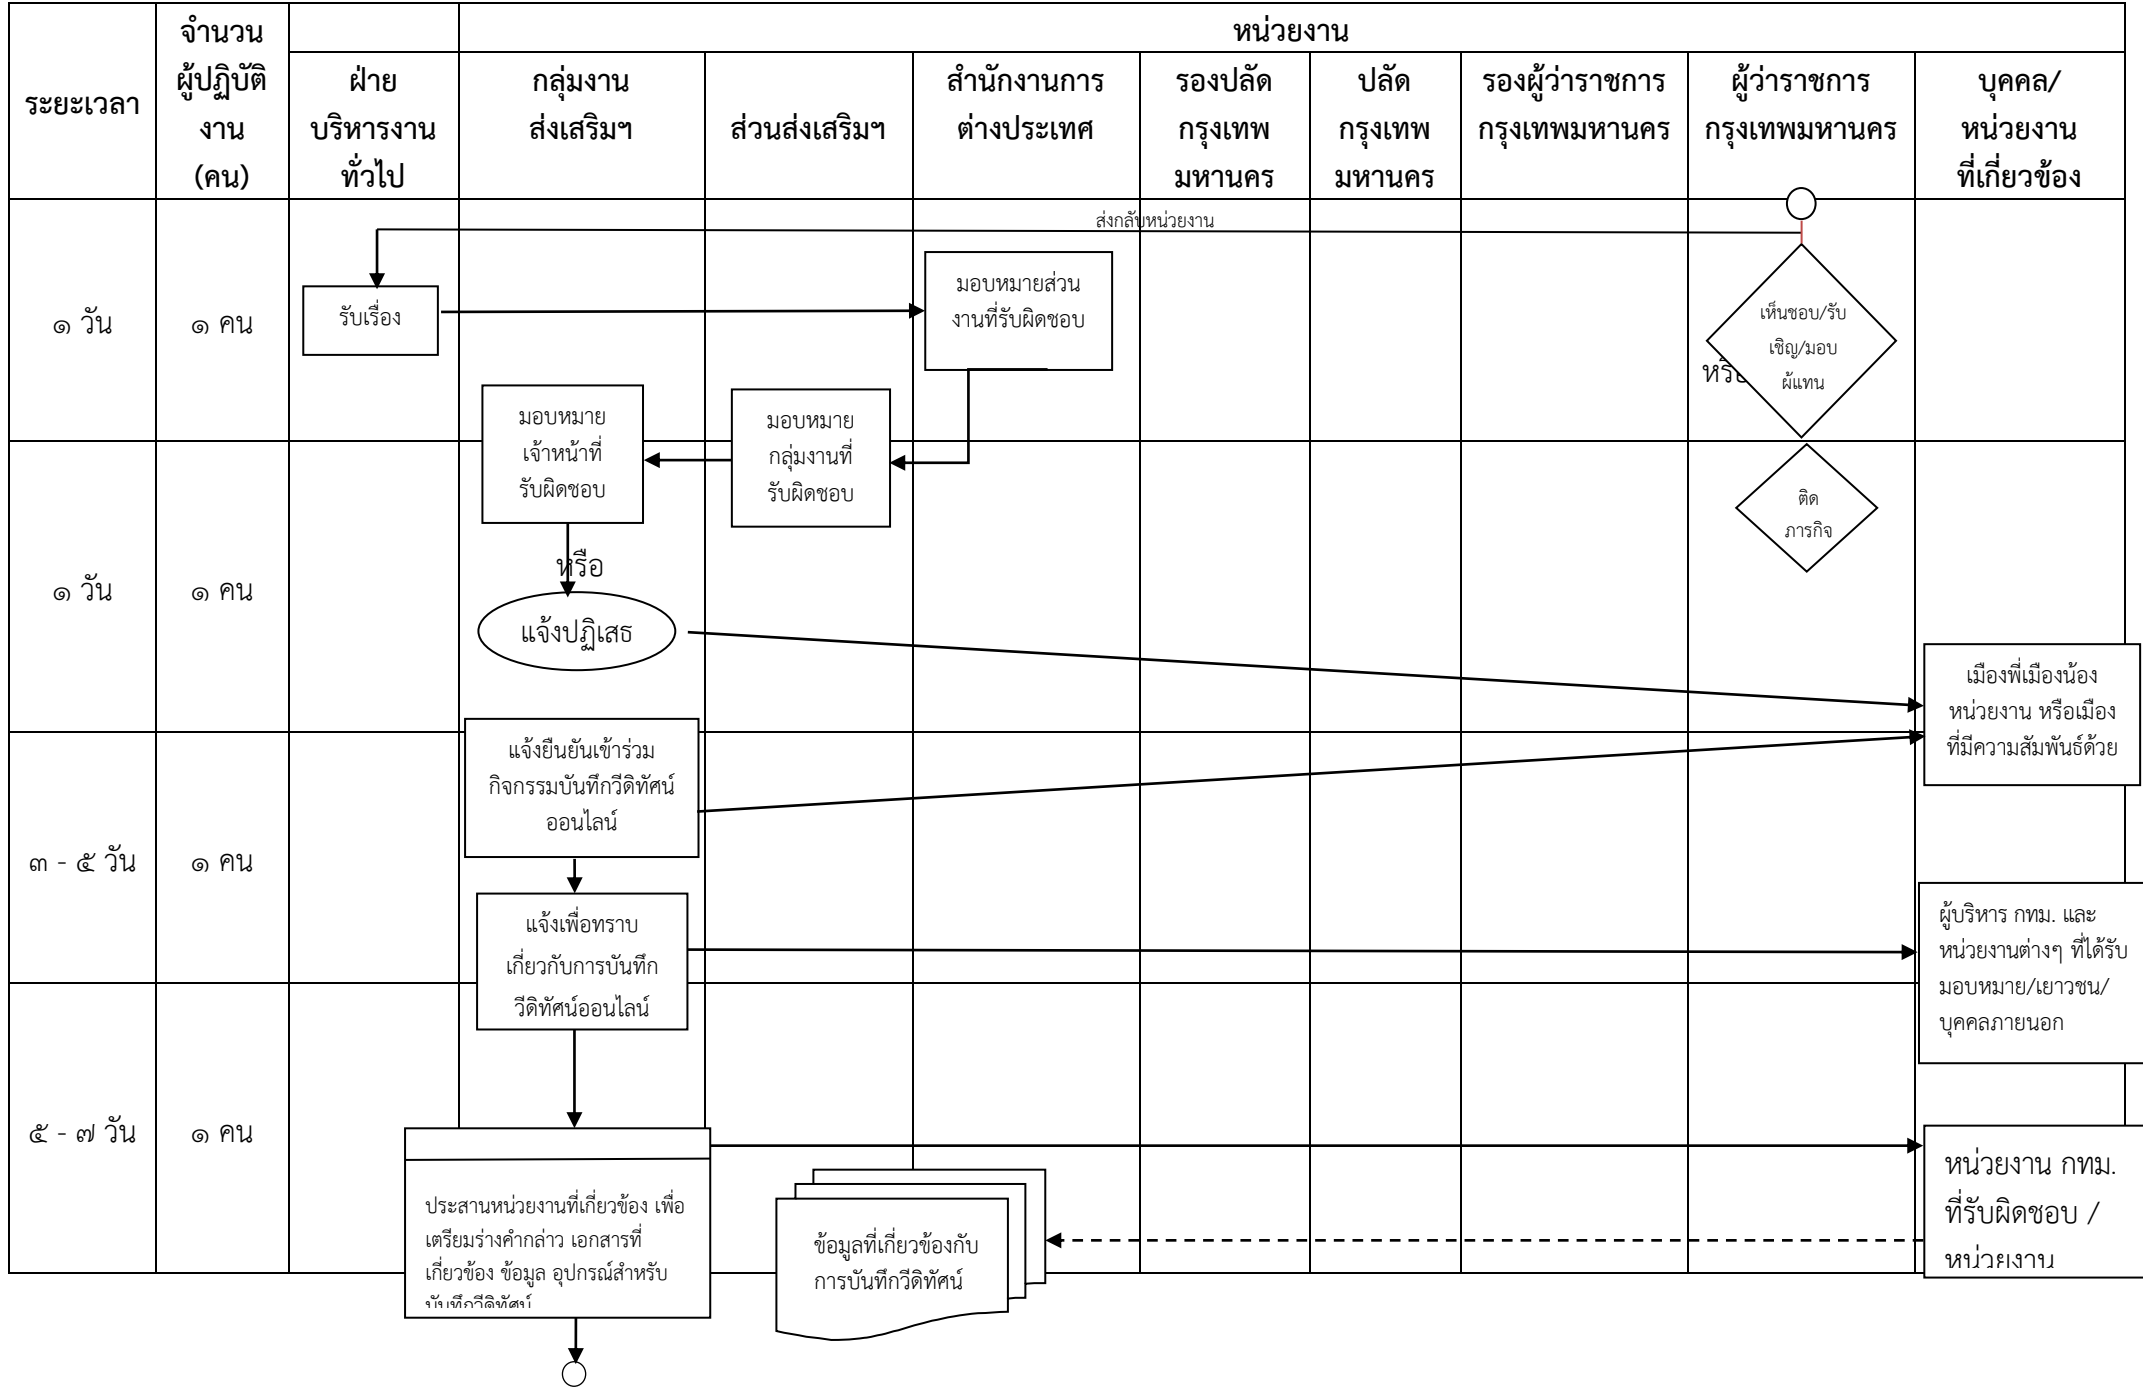 หน่วยงาน
ระยะเวลา
จำนวน
ผู้ปฏิบัติ
งาน
(คน)
ฝ่าย
บริหารงาน
ทั่วไป
กลุ่มงาน
ส่งเสริมฯ
ส่วนส่งเสริมฯ
สำนักงานการ
ต่างประเทศ
รองปลัด
กรุงเทพ
มหานคร
ปลัด
กรุงเทพ
มหานคร
รองผู้ว่าราชการ
กรุงเทพมหานคร
ผู้ว่าราชการ
กรุงเทพมหานคร
บุคคล/
หน่วยงาน
ที่เกี่ยวข้อง
ส่งกลับหน่วยงาน
๑ วัน
๑ คน
รับเรื่อง
มอบหมายส่วน
งานที่รับผิดชอบ
เห็นชอบ/รับ
เชิญ/มอบ
ผู้แทน
มอบหมาย
เจ้าหน้าที่
รับผิดชอบ
มอบหมาย
กลุ่มงานที่
รับผิดชอบ
ติด
ภารกิจ
๑ วัน
๑ คน
หรือ
แจ้งปฏิเสธ
เมืองพี่เมืองน้อง
หน่วยงาน หรือเมือง
ที่มีความสัมพันธ์ด้วย
แจ้งยืนยันเข้าร่วม
กิจกรรมบันทึกวีดิทัศน์
ออนไลน์
๓ - ๕ วัน
๑ คน
แจ้งเพื่อทราบ
เกี่ยวกับการบันทึก
วีดิทัศน์ออนไลน์
ผู้บริหาร กทม. และ
หน่วยงานต่างๆ ที่ได้รับ
มอบหมาย/เยาวชน/
บุคคลภายนอก
๕ - ๗ วัน
๑ คน
ประสานหน่วยงานที่เกี่ยวข้อง เพื่อ
เตรียมร่างคำกล่าว เอกสารที่
เกี่ยวข้อง ข้อมูล อุปกรณ์สำหรับ
บันทึกวีดิทัศน์
ข้อมูลที่เกี่ยวข้องกับ
การบันทึกวีดิทัศน์
หน่วยงาน กทม.
ที่รับผิดชอบ /
หน่วยงาน